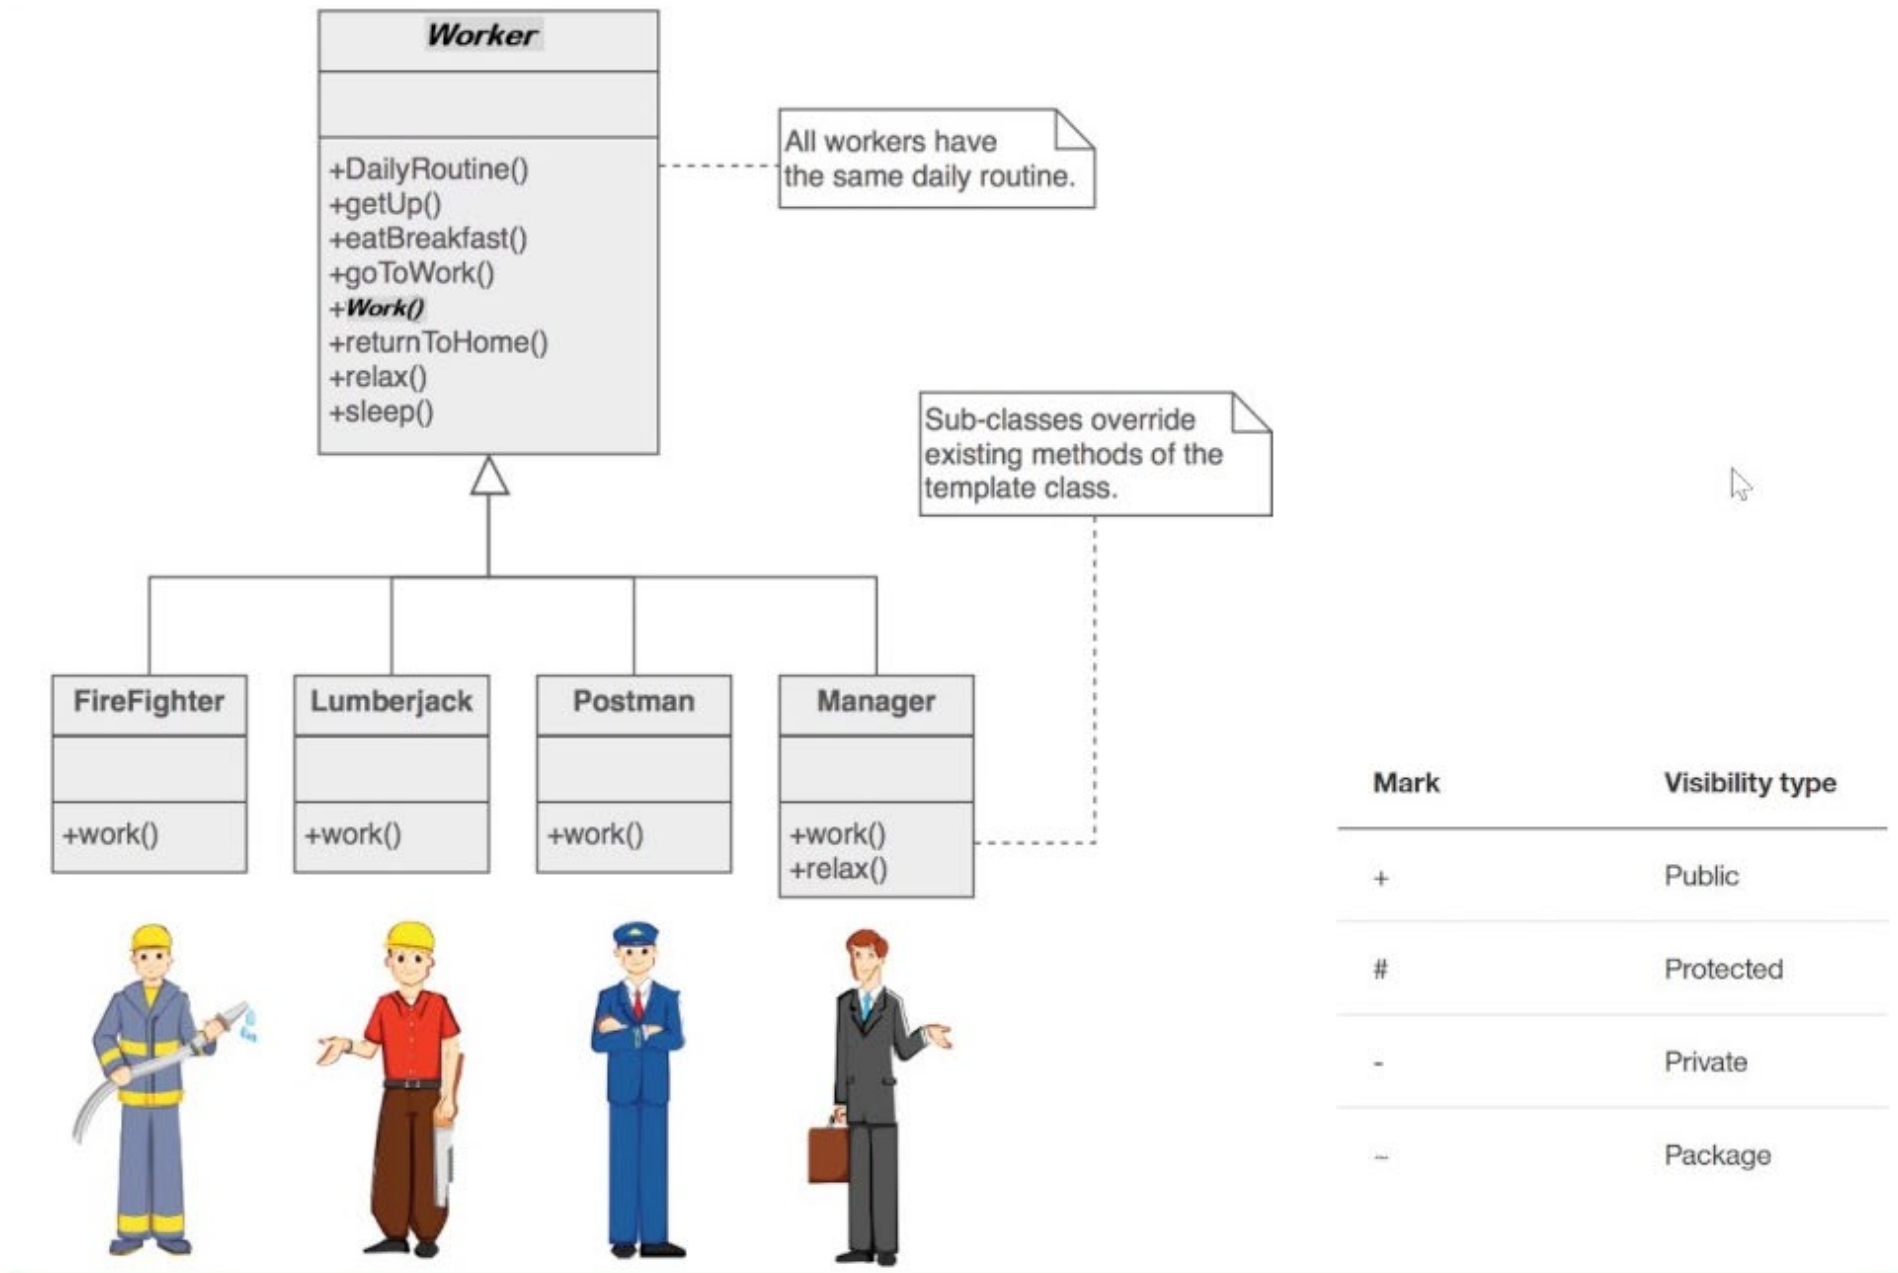 Worker
+DailyRoutine()
+getUp()
+eatBreakfast()
+goToWork()
+Work()
+returnToHome()
+relax()
+sleep()
All workers have
the same daily routine.
Sub-classes override
existing methods of the
template class.
FireFighter
+work()
Lumberjack
+work()
Postman
+work()
Manager
+work()
+relax()
Mark Visibility type
+ Public
# Protected
- Private
~ Package